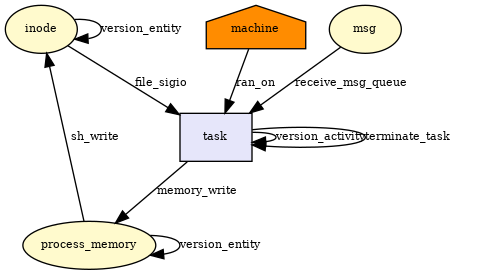 inode
version_entity
machine
msg
file_sigio
ran_on
receive_msg_queue
sh_write
task
version_activity
terminate_task
memory_write
process_memory
version_entity